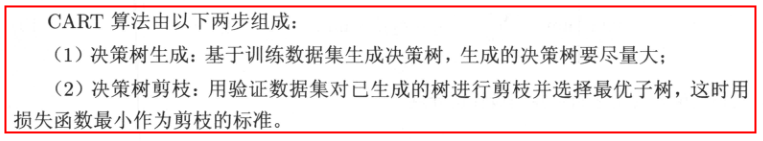 CART 算法由以下两步组成：
（1）决策树生成：基于训练数据集生成决策树，生成的决策树要尽量大；
（2）决策树剪枝：用验证数据集对已生成的树进行剪枝并选择最优子树，这时用
损失函数最小作为剪枝的标准。